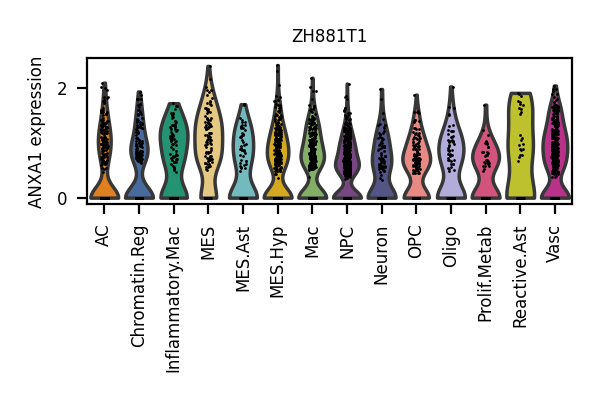 ZH881T1
ANXA1 expression
2
0
AC
Chromatin.Reg
Inflammatory.Mac
MES
MES.Ast
MES.Hyp
Mac
NPC
Neuron
OPC
Oligo
Prolif.Metab
Reactive.Ast
Vasc